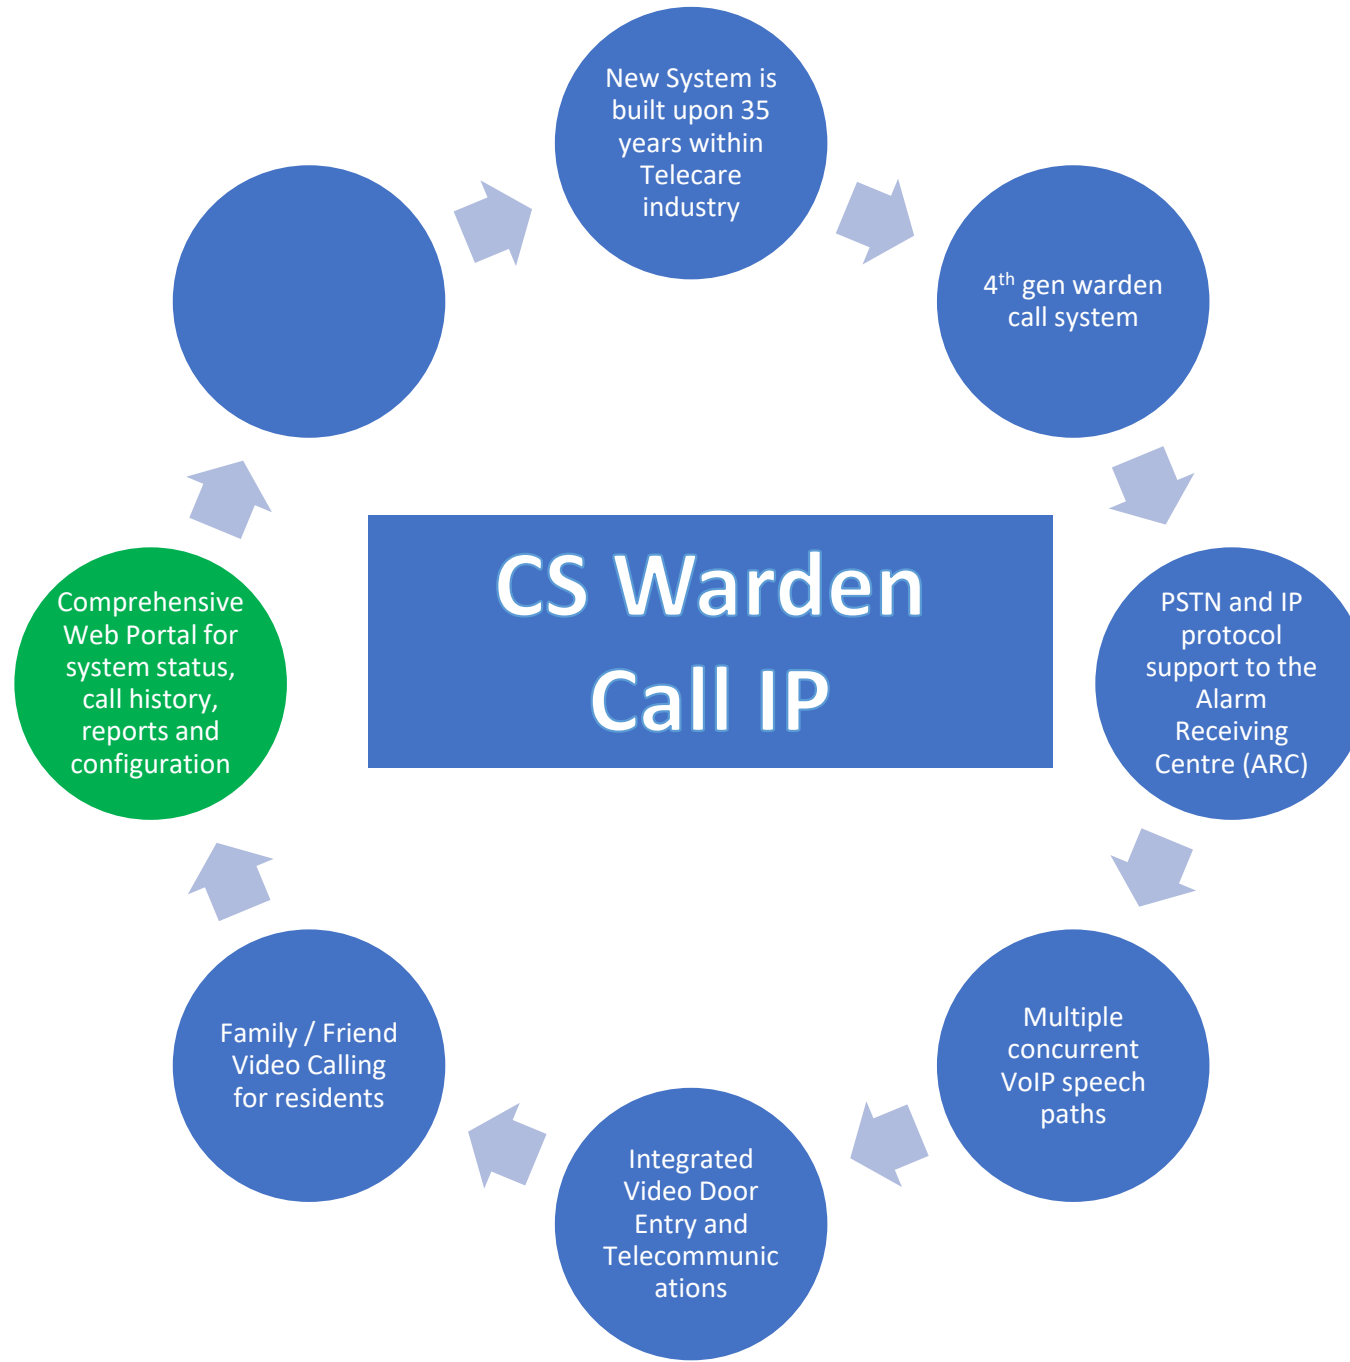 New System is
built upon 35
years within
Telecare
industry
4th gen warden
call system
PSTN and IP
protocol
support to the
Alarm
Receiving
Centre (ARC)
Multiple
concurrent
VoIP speech
paths
Integrated
Video Door
Entry and
Telecommunic
ations
Family / Friend
Video Calling
for residents
Comprehensive
Web Portal for
system status,
call history,
reports and
configuration
CS Warden
Call IP